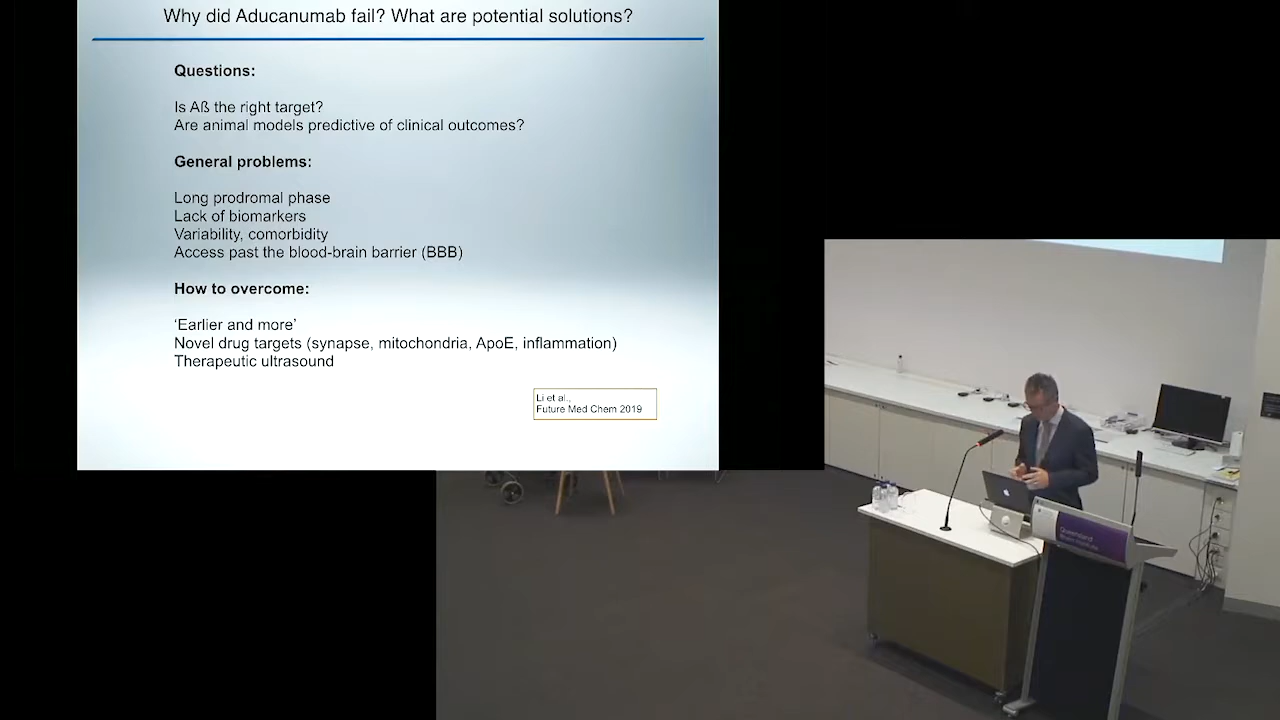 Why did Aducanumab fail? What are potential solutions?
Questions:
Is Aß the right target?
Are animal models predictive of clinical outcomes?
General problems:
Long prodromal phase
Lack of biomarkers
Variability, comorbidity
Access past the blood-brain barrier (BBB)
How to overcome:
‘Earlier and more’
Novel drug targets (synapse, mitochondria, ApoE, inflammation)
Therapeutic ultrasound
Li et al.,
Future Med Chem 2019
Queensland
Brain Institute